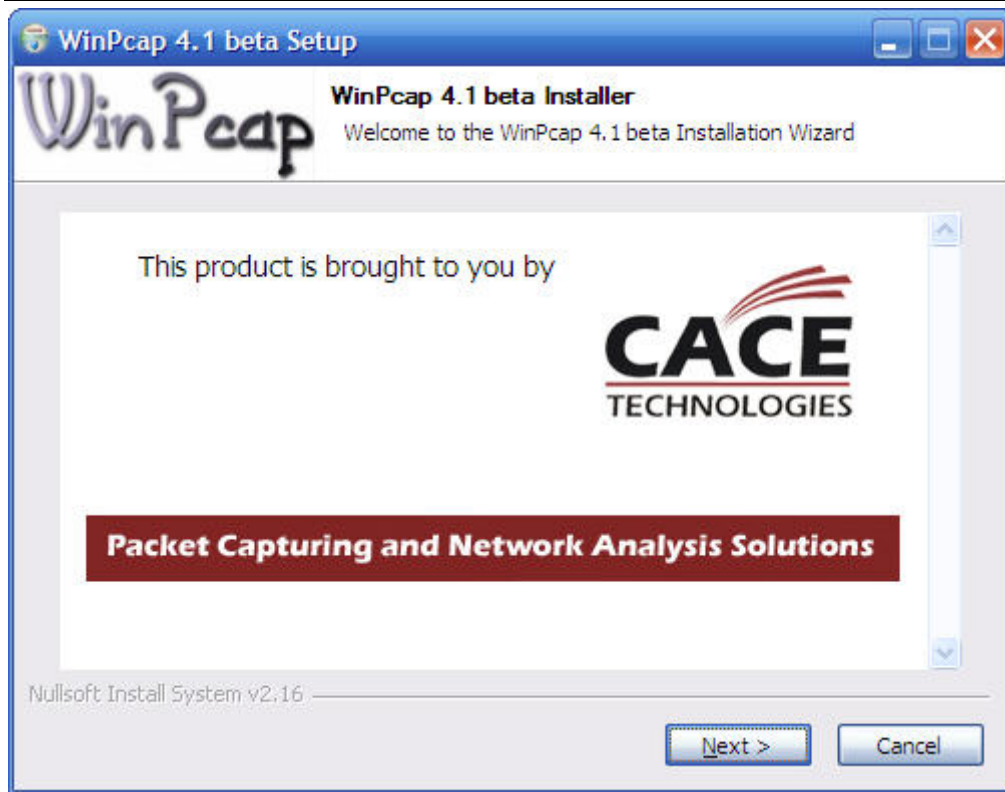 WinPcap 4.1 beta Setup
WinPcap
WinPcap 4.1 beta Installer
Welcome to the WinPcap 4.1 beta Installation Wizard
This product is brought to you by
CACE
TECHNOLOGIES
Packet Capturing and Network Analysis Solutions
Nullsoft Install System v2.16
Next >
Cancel